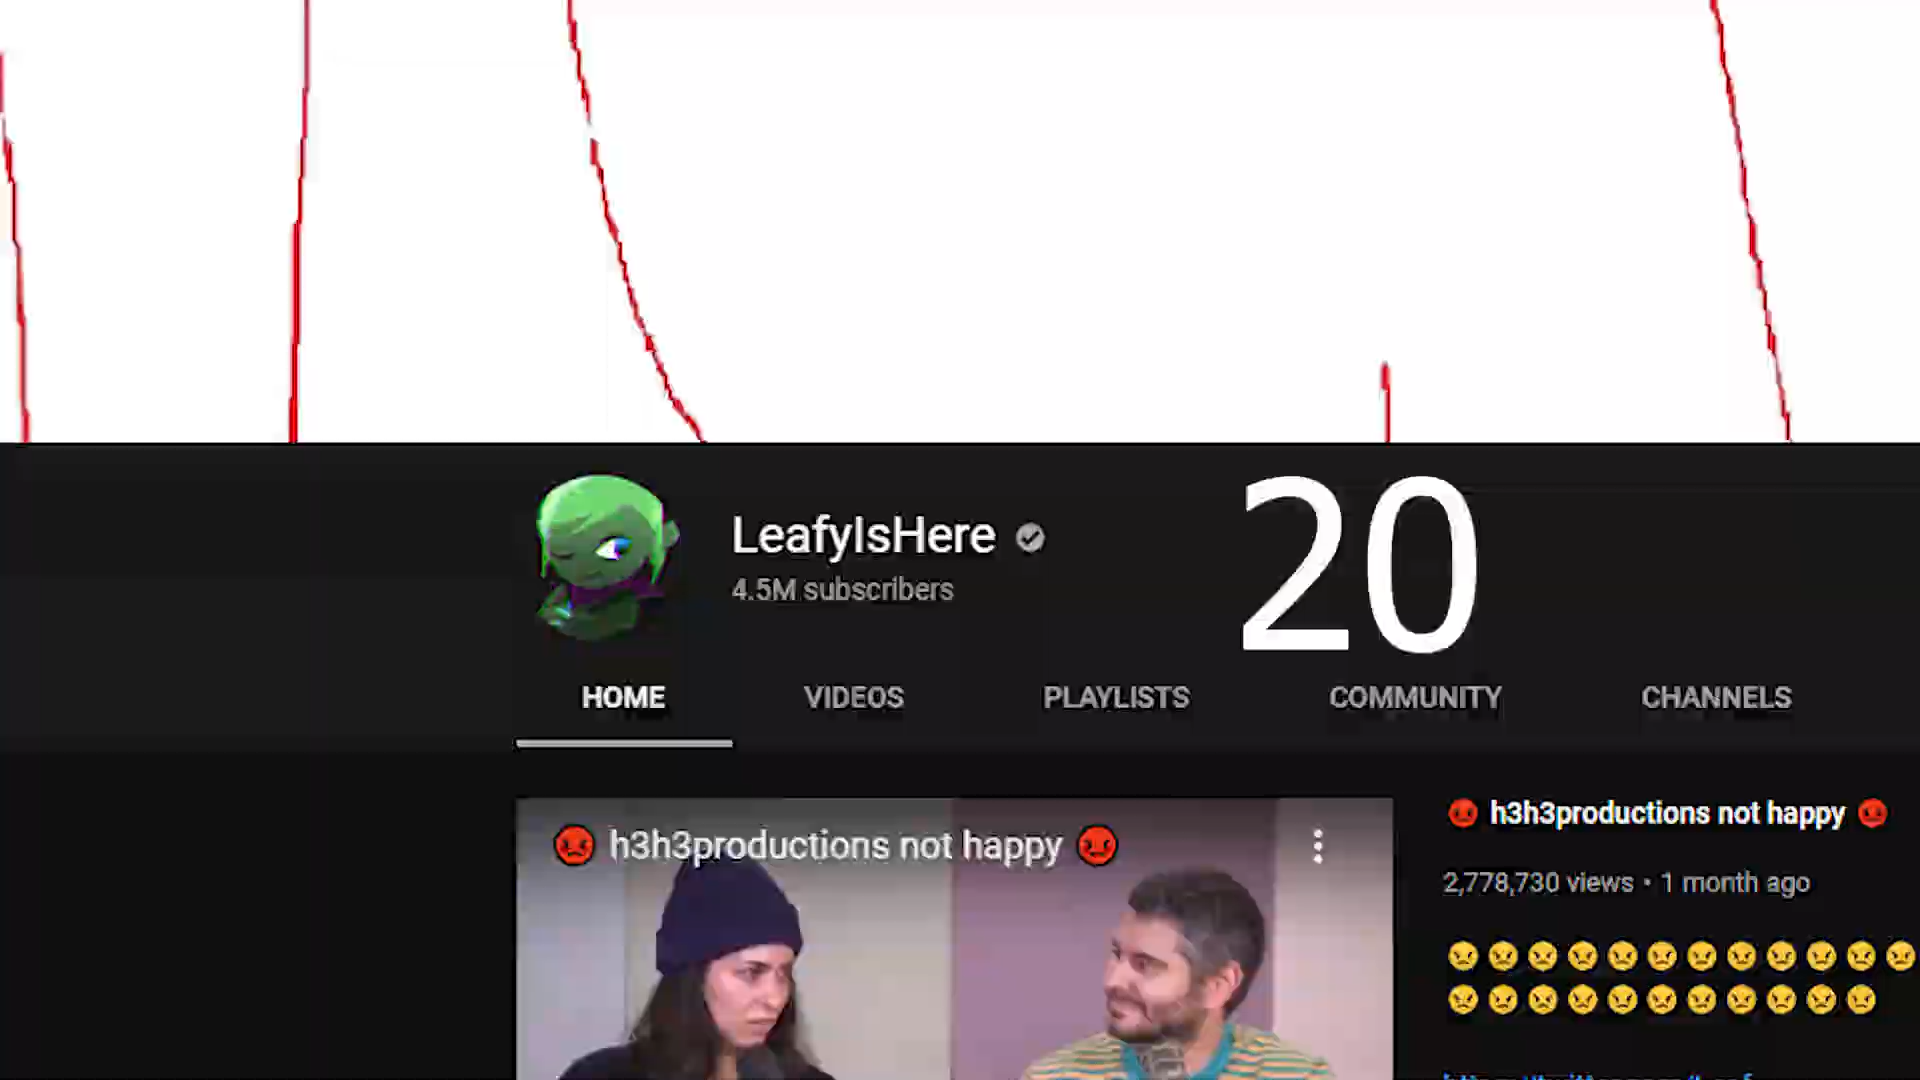 LeafyIsHere
4.5M subscribers
20
HOME VIDEOS PLAYLISTS COMMUNITY CHANNELS
😡 h3h3productions not happy 😡
😡 h3h3productions not happy 😡
2,778,730 views • 1 month ago
😠😠😠😠😠😠😠😠😠😠😠😠
😠😠😠😠😠😠😠😠😠😠😠